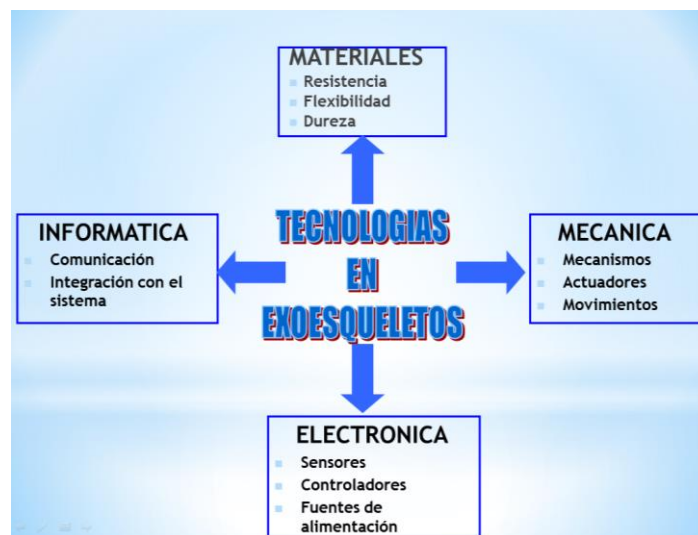 MATERIALES
Resistencia
Flexibilidad
Dureza
INFORMATICA
Comunicación
Integración con el
sistema
TECNOLOGIAS
EN
EXOESQUELETOS
MECANICA
Mecanismos
Actuadores
Movimientos
ELECTRONICA
Sensores
Controladores
Fuentes de
alimentación